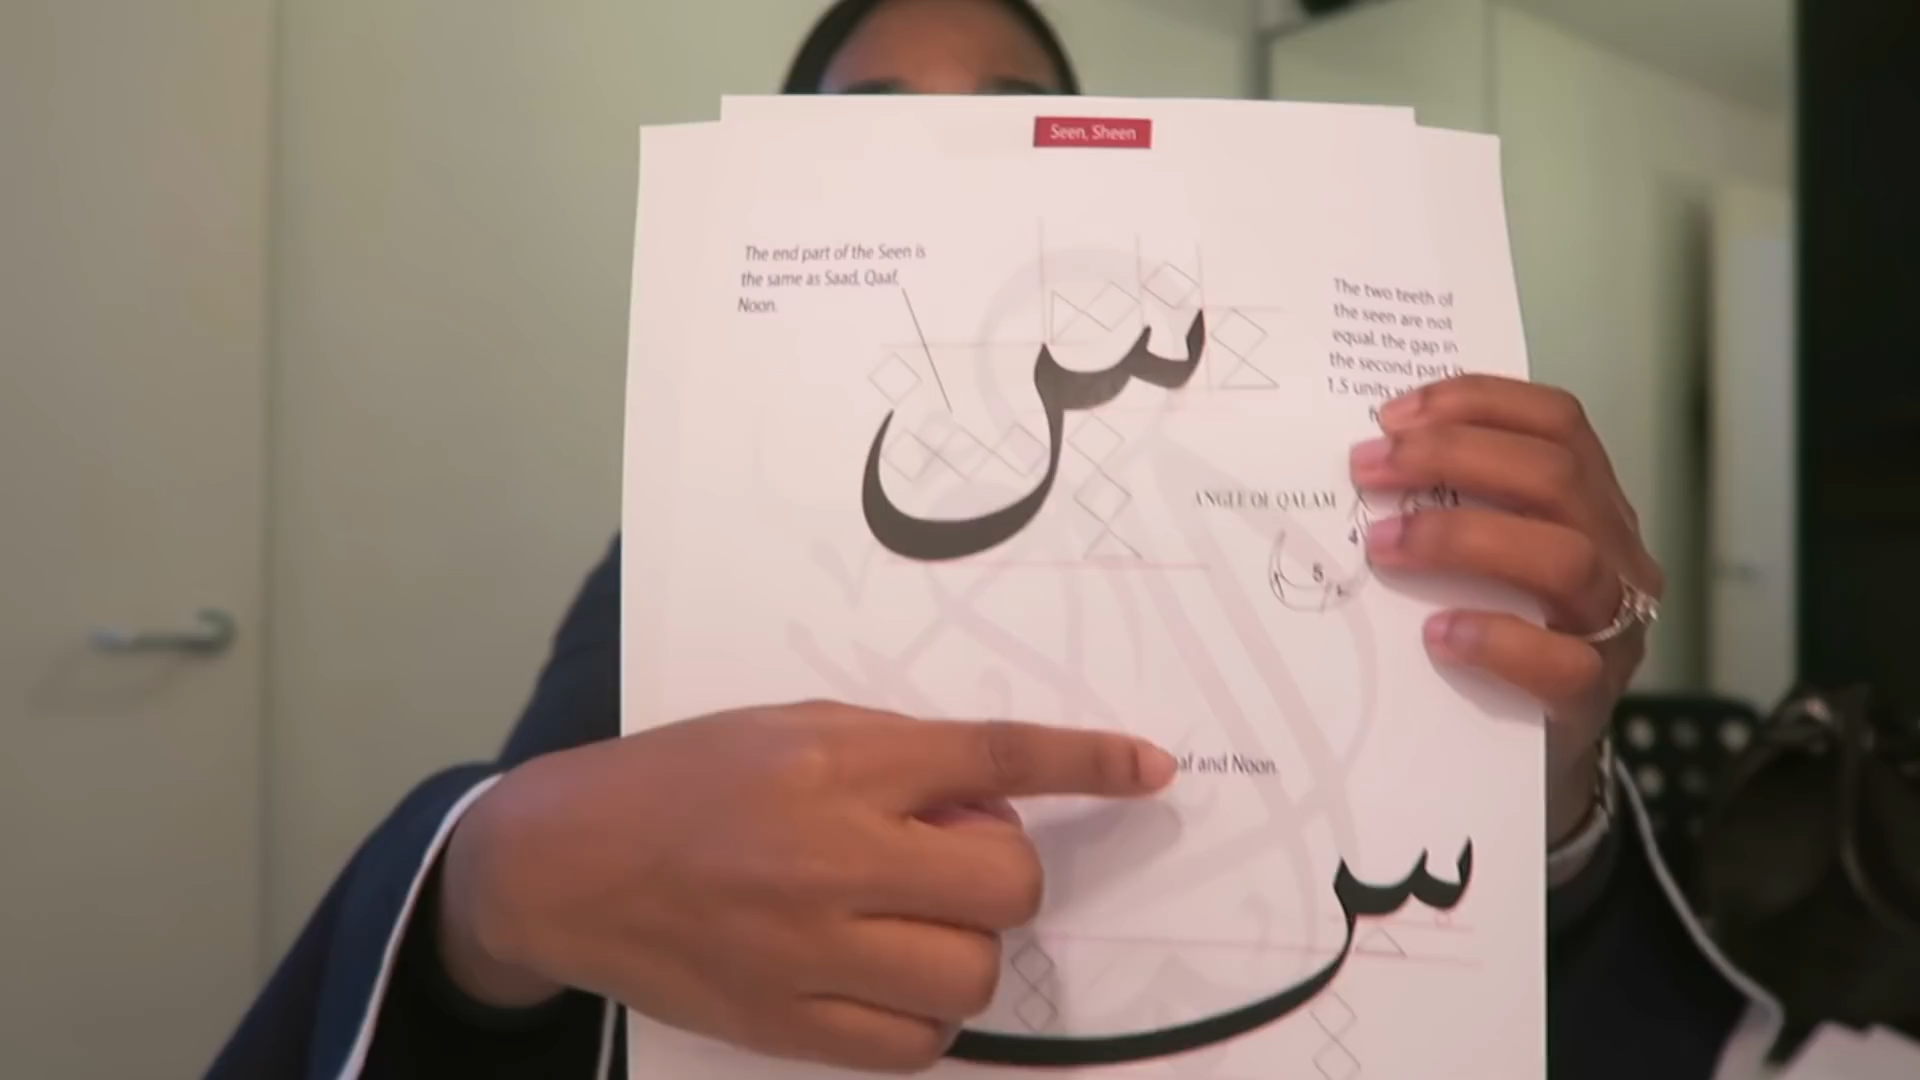 Seen, Sheen
The end part of the Seen is
the same as Saad, Qaaf,
Noon.
The two teeth of
the seen are not
equal. the gap in
the second part is
1.5 units
س
ANGLE OF QALAM
4
5
and Noon.
س